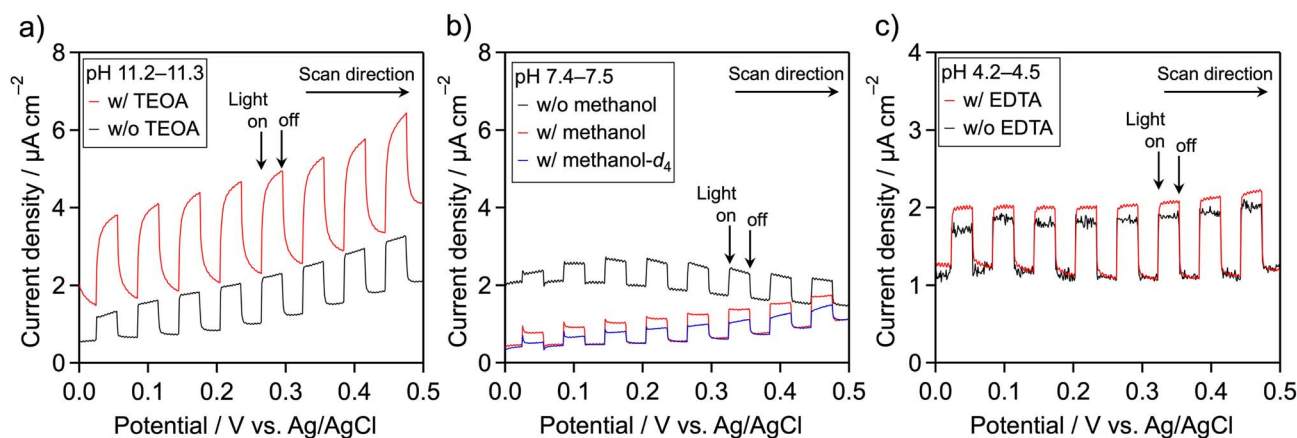 a)
pH 11.2–11.3
w/ TEOA
w/o TEOA
Scan direction
Light
on
off
Current density / µA cm⁻²
8
6
4
2
0
0.0 0.1 0.2 0.3 0.4 0.5
Potential / V vs. Ag/AgCl
b)
pH 7.4–7.5
w/o methanol
w/ methanol
w/ methanol-d₄
Scan direction
Light
on
off
Current density / µA cm⁻²
8
6
4
2
0
0.0 0.1 0.2 0.3 0.4 0.5
Potential / V vs. Ag/AgCl
c)
pH 4.2–4.5
w/ EDTA
w/o EDTA
Scan direction
Light
on
off
Current density / µA cm⁻²
4
3
2
1
0
0.0 0.1 0.2 0.3 0.4 0.5
Potential / V vs. Ag/AgCl